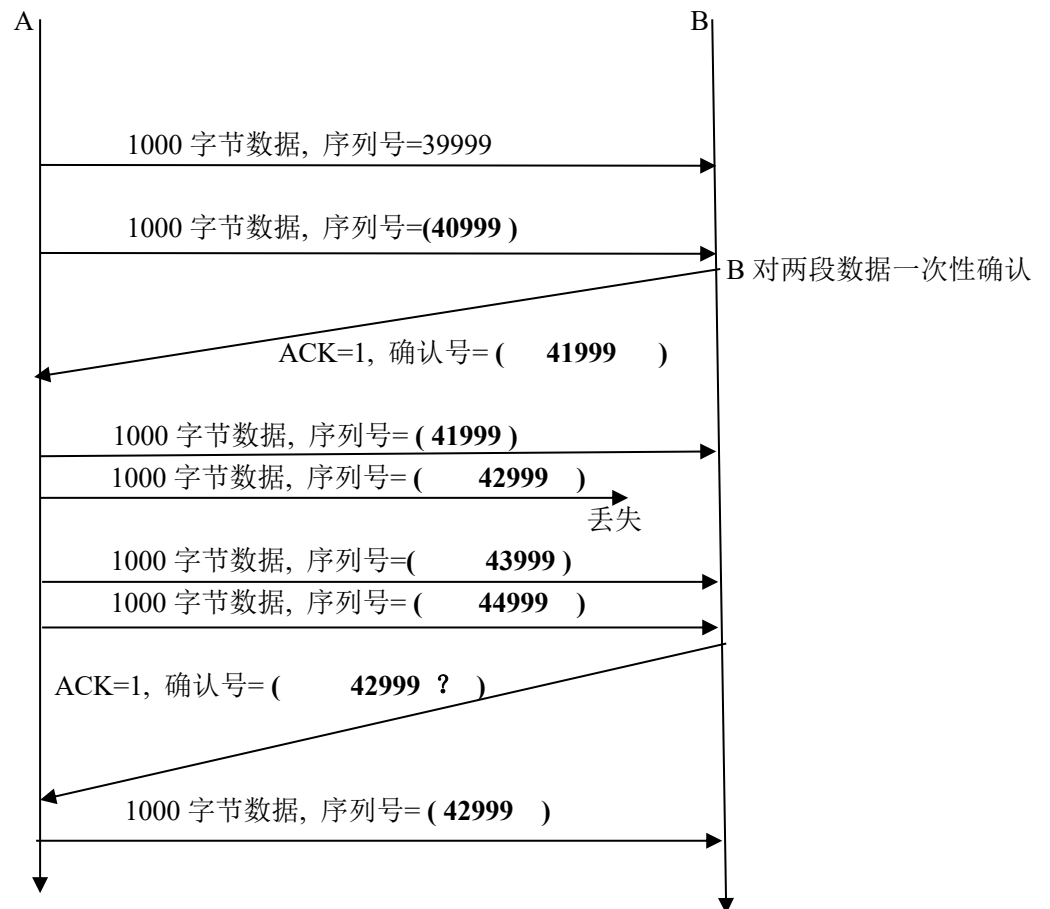 A B
1000 字节数据, 序列号=39999
1000 字节数据, 序列号=(40999 )
B 对两段数据一次性确认
ACK=1, 确认号= ( 41999 )
1000 字节数据, 序列号= ( 41999 )
1000 字节数据, 序列号= ( 42999 )
丢失
1000 字节数据, 序列号=( 43999 )
1000 字节数据, 序列号= ( 44999 )
ACK=1, 确认号= ( 42999 ？ )
1000 字节数据, 序列号= ( 42999 )